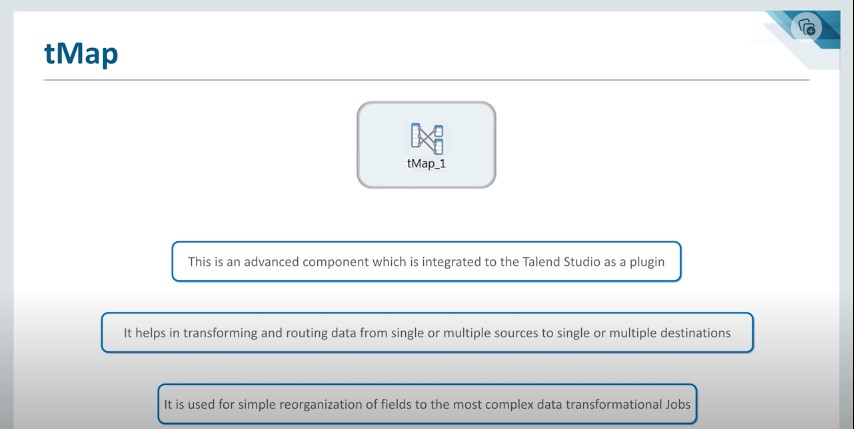 tMap
tMap_1
This is an advanced component which is integrated to the Talend Studio as a plugin
It helps in transforming and routing data from single or multiple sources to single or multiple destinations
It is used for simple reorganization of fields to the most complex data transformational Jobs